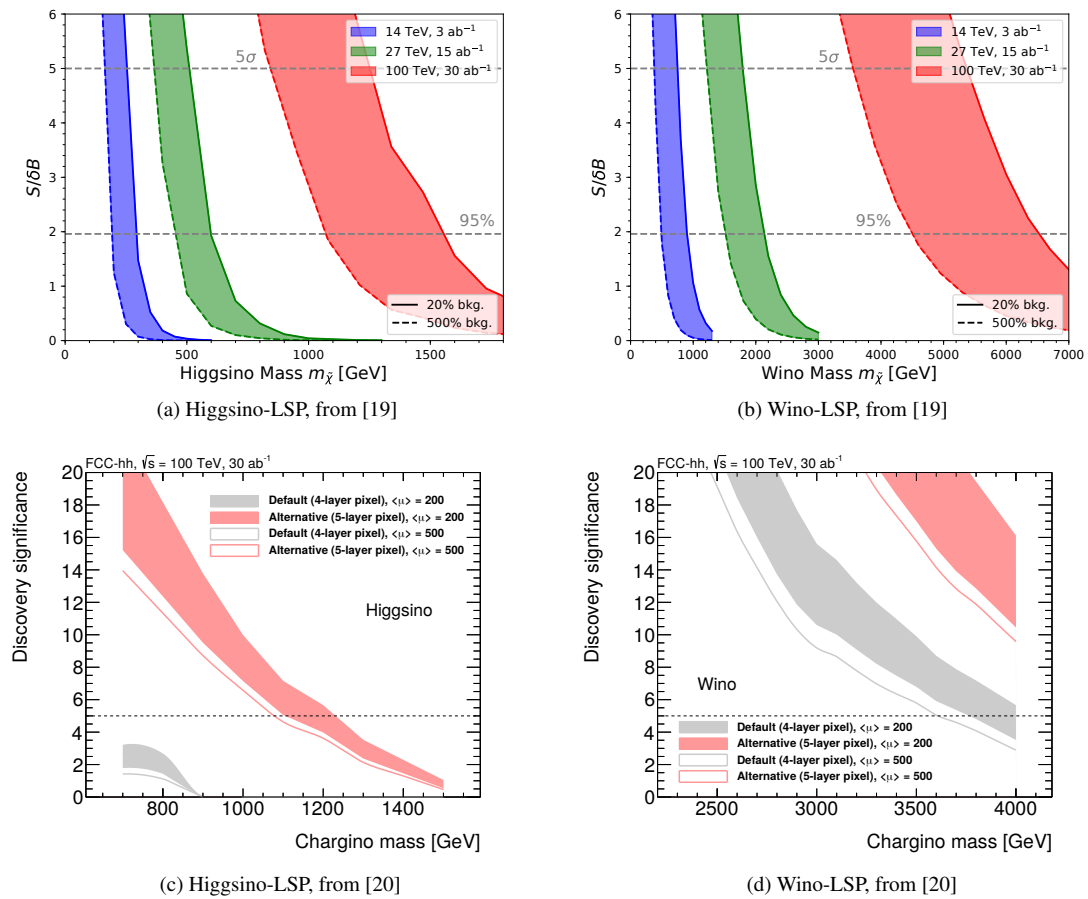 6
5
4
3
2
1
0
S/δB
5σ
95%
14 TeV, 3 ab⁻¹
27 TeV, 15 ab⁻¹
100 TeV, 30 ab⁻¹
20% bkg.
500% bkg.
0 500 1000 1500
Higgsino Mass m_χ̃ [GeV]
(a) Higgsino-LSP, from [19]
6
5
4
3
2
1
0
S/δB
5σ
95%
14 TeV, 3 ab⁻¹
27 TeV, 15 ab⁻¹
100 TeV, 30 ab⁻¹
20% bkg.
500% bkg.
0 1000 2000 3000 4000 5000 6000 7000
Wino Mass m_χ̃ [GeV]
(b) Wino-LSP, from [19]
FCC-hh, √s = 100 TeV, 30 ab⁻¹
20
18
16
14
12
10
8
6
4
2
0
Discovery significance
Default (4-layer pixel), ⟨μ⟩ = 200
Alternative (5-layer pixel), ⟨μ⟩ = 200
Default (4-layer pixel), ⟨μ⟩ = 500
Alternative (5-layer pixel), ⟨μ⟩ = 500
Higgsino
800 1000 1200 1400
Chargino mass [GeV]
(c) Higgsino-LSP, from [20]
FCC-hh, √s = 100 TeV, 30 ab⁻¹
20
18
16
14
12
10
8
6
4
2
0
Discovery significance
Wino
Default (4-layer pixel), ⟨μ⟩ = 200
Alternative (5-layer pixel), ⟨μ⟩ = 200
Default (4-layer pixel), ⟨μ⟩ = 500
Alternative (5-layer pixel), ⟨μ⟩ = 500
2500 3000 3500 4000
Chargino mass [GeV]
(d) Wino-LSP, from [20]